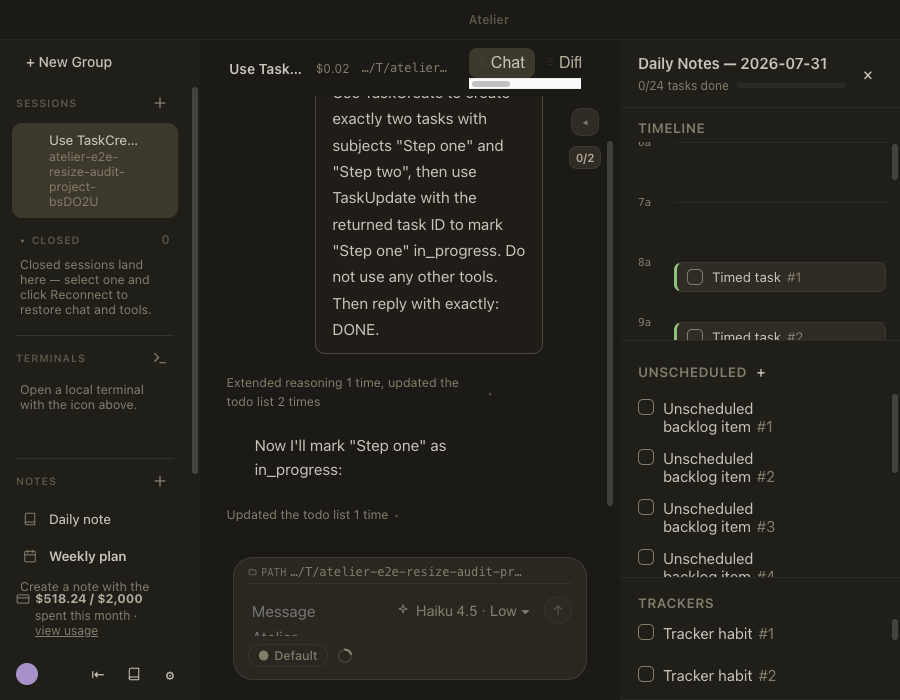 Atelier
+ New Group
SESSIONS
Use TaskCre...
atelier-e2e-
resize-audit-
project-
bsDO2U
CLOSED 0
Closed sessions land
here — select one and
click Reconnect to
restore chat and tools.
TERMINALS
Open a local terminal
with the icon above.
NOTES
Daily note
Weekly plan
Create a note with the
$518.24 / $2,000
spent this month ·
view usage
Use Task... $0.02 …/T/atelier… Chat Diff
Use TaskCreate to create
exactly two tasks with
subjects "Step one" and
"Step two", then use
TaskUpdate with the
returned task ID to mark
"Step one" in_progress. Do
not use any other tools.
Then reply with exactly:
DONE.
0/2
Extended reasoning 1 time, updated the
todo list 2 times
Now I'll mark "Step one" as
in_progress:
Updated the todo list 1 time
PATH …/T/atelier-e2e-resize-audit-pr…
Message
Atelier
Haiku 4.5 · Low
Default
Daily Notes — 2026-07-31
0/24 tasks done
TIMELINE
6a
7a
8a
Timed task #1
9a
Timed task #2
UNSCHEDULED +
Unscheduled
backlog item #1
Unscheduled
backlog item #2
Unscheduled
backlog item #3
Unscheduled
backlog item #4
TRACKERS
Tracker habit #1
Tracker habit #2